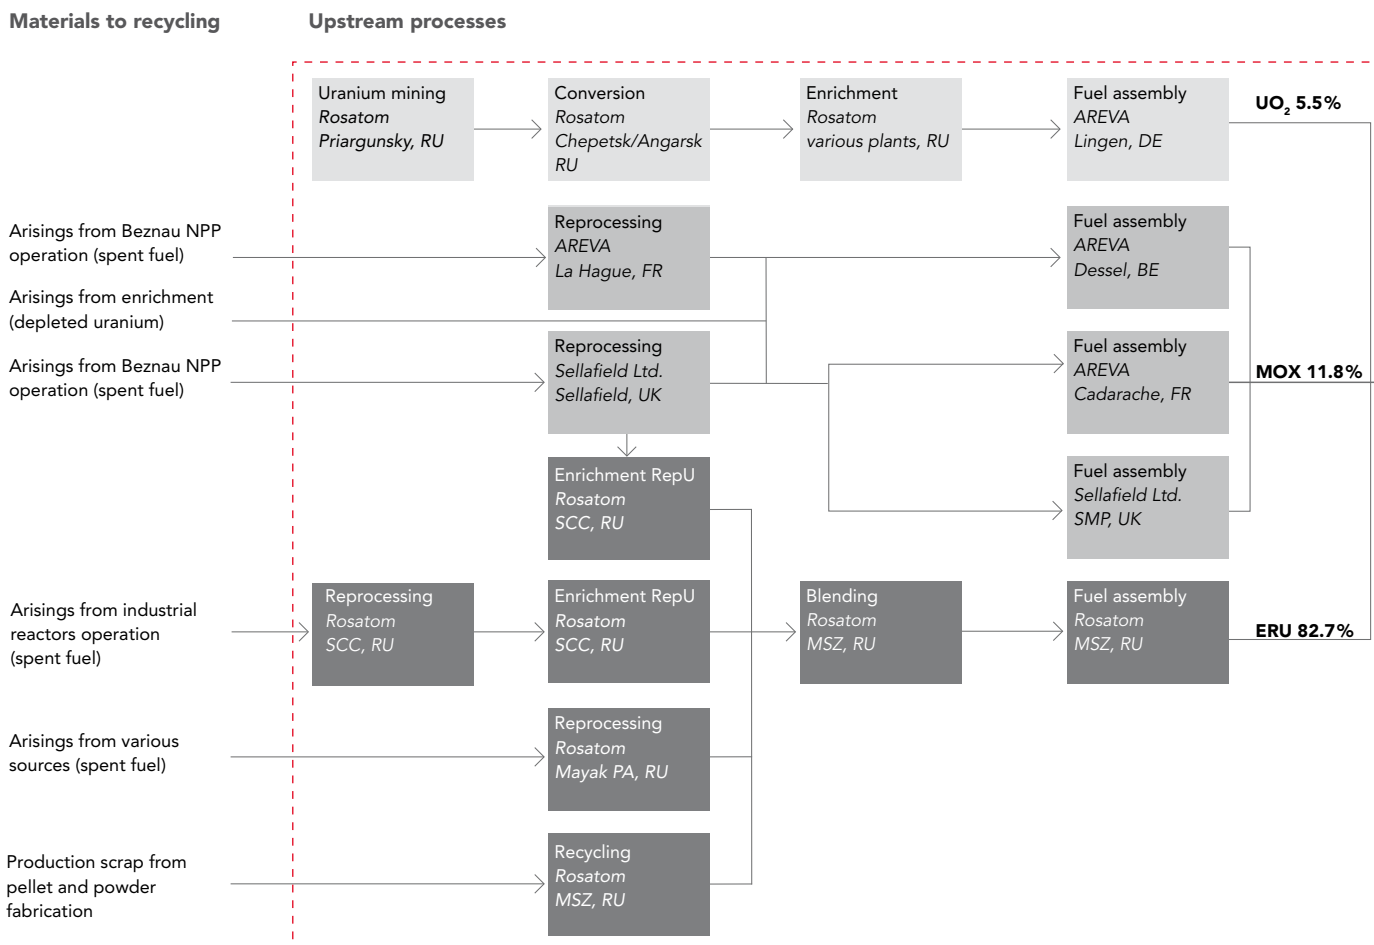 Materials to recycling
Upstream processes
Uranium mining
Rosatom
Priargunsky, RU
Conversion
Rosatom
Chepetsk/Angarsk
RU
Enrichment
Rosatom
various plants, RU
Fuel assembly
AREVA
Lingen, DE
UO₂ 5.5%
Arisings from Beznau NPP
operation (spent fuel)
Reprocessing
AREVA
La Hague, FR
Fuel assembly
AREVA
Dessel, BE
Arisings from enrichment
(depleted uranium)
Arisings from Beznau NPP
operation (spent fuel)
Reprocessing
Sellafield Ltd.
Sellafield, UK
Fuel assembly
AREVA
Cadarache, FR
MOX 11.8%
Enrichment RepU
Rosatom
SCC, RU
Fuel assembly
Sellafield Ltd.
SMP, UK
Arisings from industrial
reactors operation
(spent fuel)
Reprocessing
Rosatom
SCC, RU
Enrichment RepU
Rosatom
SCC, RU
Blending
Rosatom
MSZ, RU
Fuel assembly
Rosatom
MSZ, RU
ERU 82.7%
Arisings from various
sources (spent fuel)
Reprocessing
Rosatom
Mayak PA, RU
Production scrap from
pellet and powder
fabrication
Recycling
Rosatom
MSZ, RU